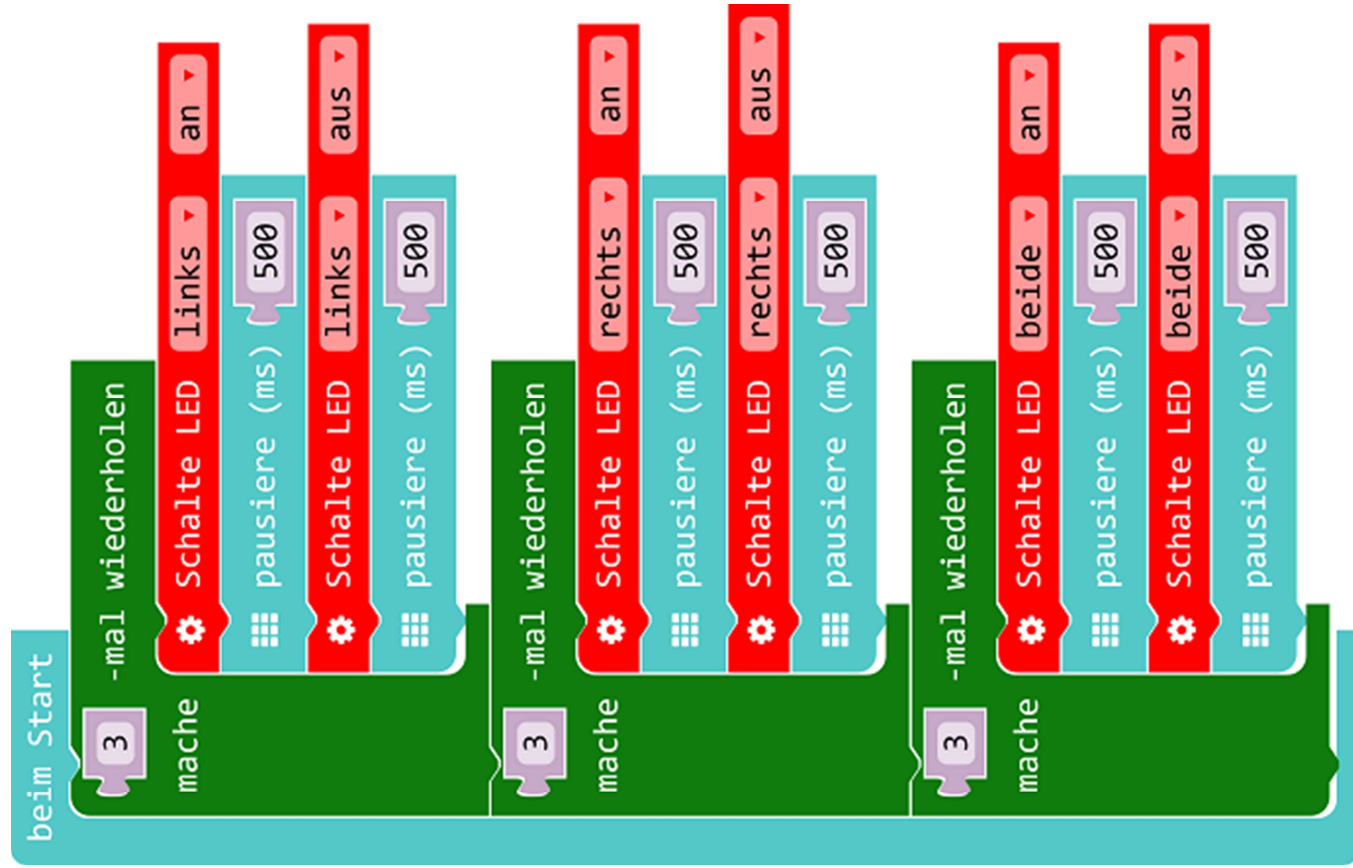 beim Start
3 -mal wiederholen
mache
Schalte LED links an
pausiere (ms) 500
Schalte LED links aus
pausiere (ms) 500
3 -mal wiederholen
mache
Schalte LED rechts an
pausiere (ms) 500
Schalte LED rechts aus
pausiere (ms) 500
3 -mal wiederholen
mache
Schalte LED beide an
pausiere (ms) 500
Schalte LED beide aus
pausiere (ms) 500